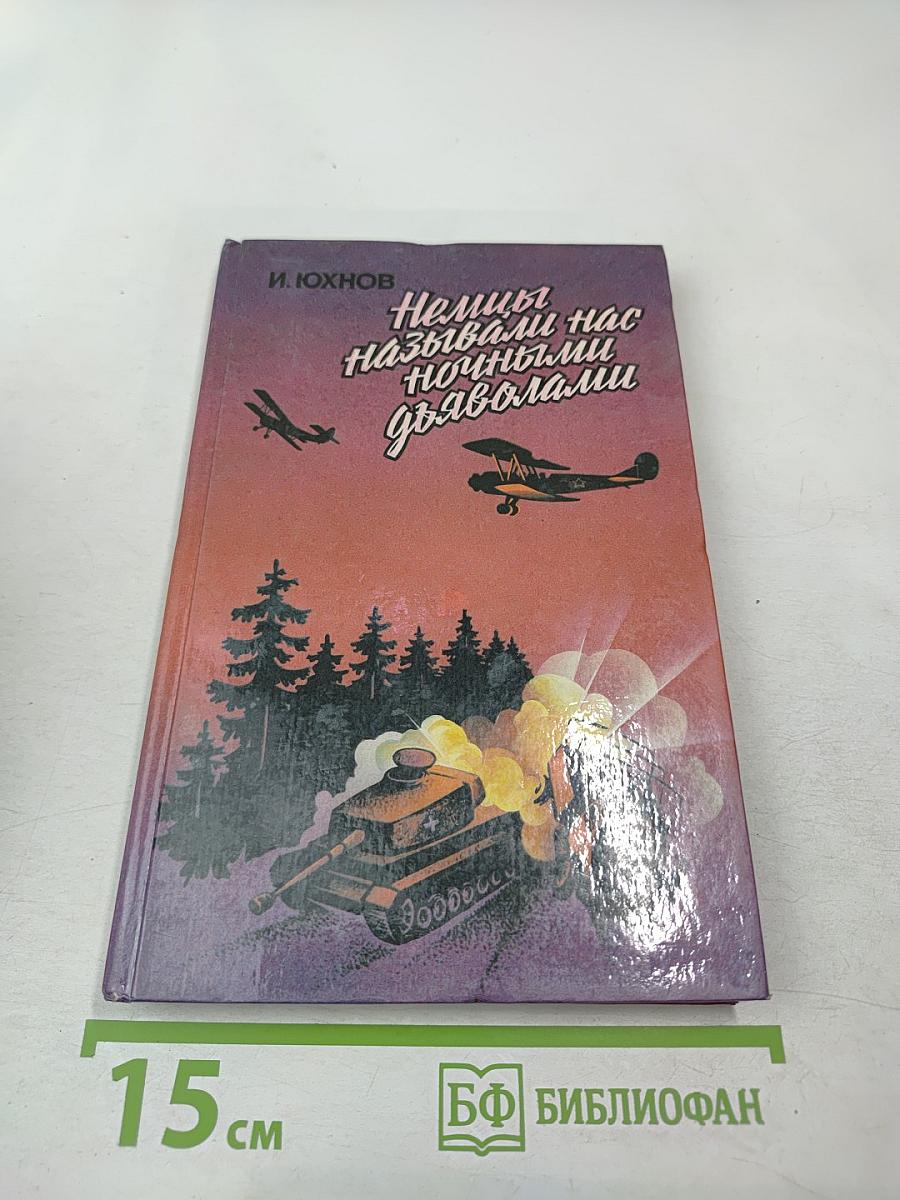 И. ЮХНОВ
Немцы
называли нас
ночными
дьяволами
15 см
БФ БИБЛИОФАН